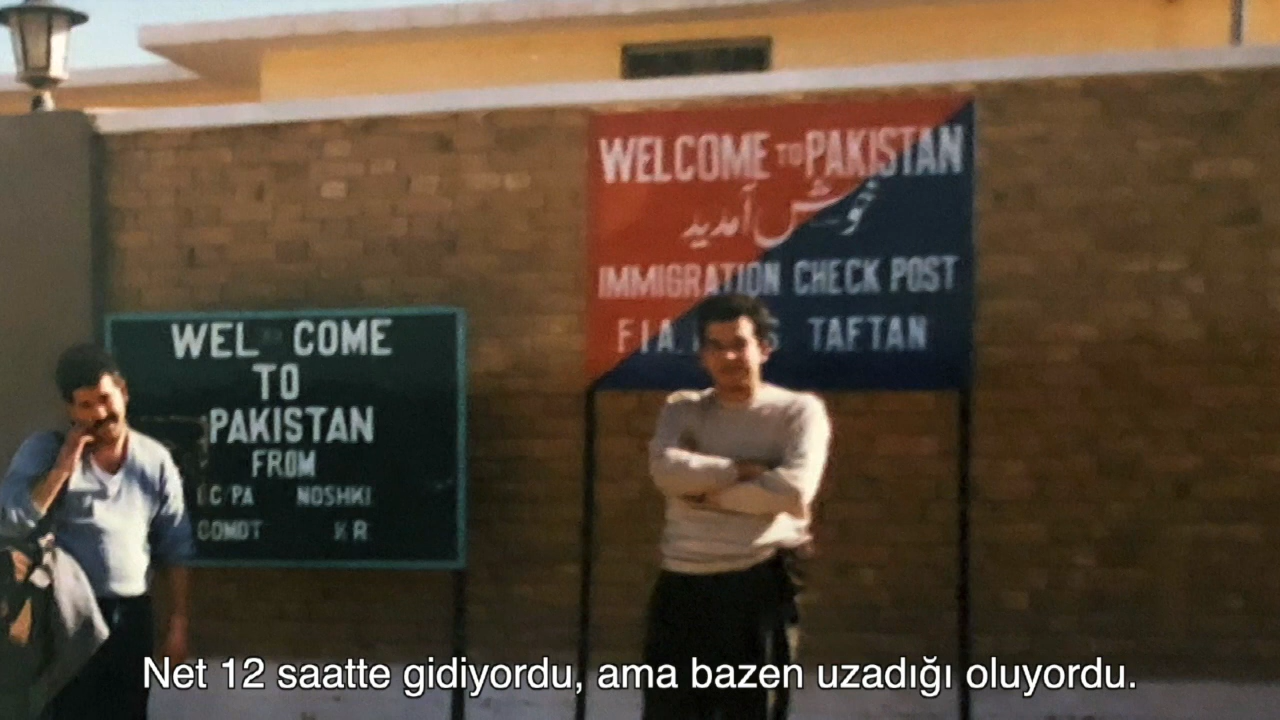 WELCOME TO PAKISTAN
خوش آمدید
IMMIGRATION CHECK POST
F.I.A. TAFTAN
WEL COME
TO
PAKISTAN
FROM
PA NOSHKI
COMDT K R
Net 12 saatte gidiyordu, ama bazen uzadığı oluyordu.